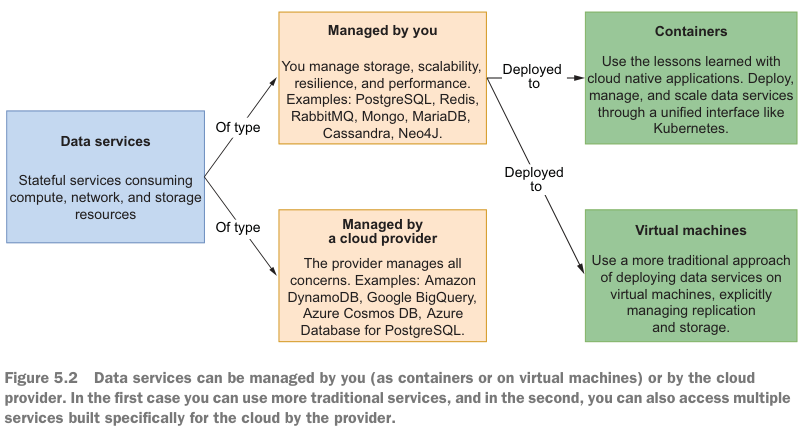 Data services
Stateful services consuming
compute, network, and storage
resources
Of type
Of type
Managed by you
You manage storage, scalability,
resilience, and performance.
Examples: PostgreSQL, Redis,
RabbitMQ, Mongo, MariaDB,
Cassandra, Neo4J.
Managed by
a cloud provider
The provider manages all
concerns. Examples: Amazon
DynamoDB, Google BigQuery,
Azure Cosmos DB, Azure
Database for PostgreSQL.
Deployed
to
Deployed
to
Containers
Use the lessons learned with
cloud native applications. Deploy,
manage, and scale data services
through a unified interface like
Kubernetes.
Virtual machines
Use a more traditional approach
of deploying data services on
virtual machines, explicitly
managing replication
and storage.
Figure 5.2 Data services can be managed by you (as containers or on virtual machines) or by the cloud
provider. In the first case you can use more traditional services, and in the second, you can also access multiple
services built specifically for the cloud by the provider.